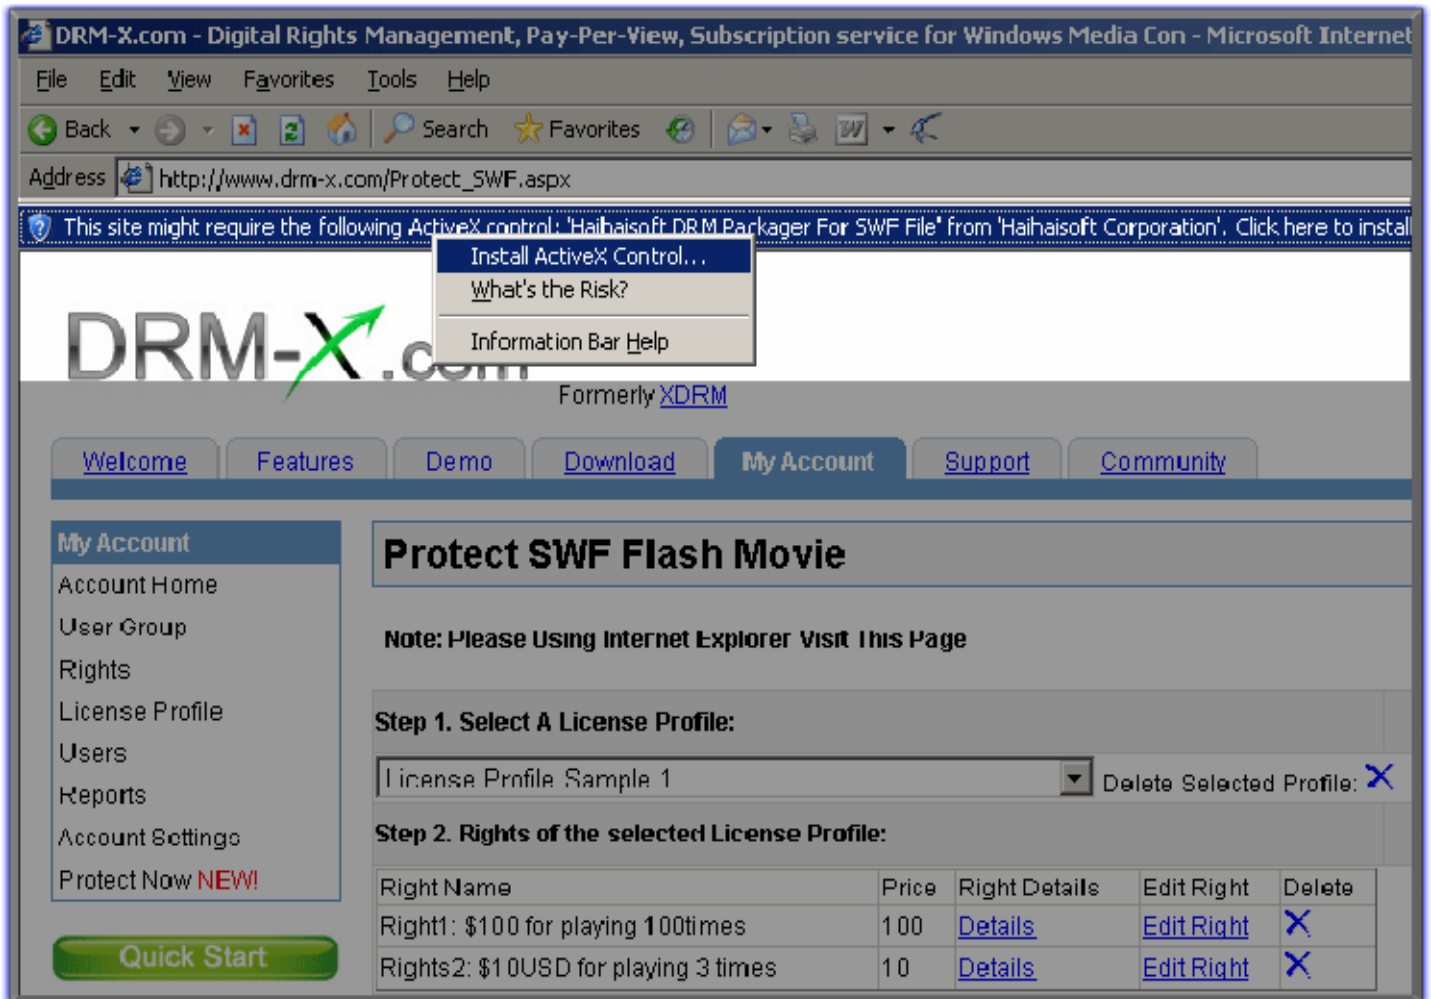 DRM-X.com - Digital Rights Management, Pay-Per-View, Subscription service for Windows Media Con - Microsoft Internet
File Edit View Favorites Tools Help
Back Search Favorites
Address http://www.drm-x.com/Protect_SWF.aspx
This site might require the following ActiveX control: 'Haihaisoft DRM Packager For SWF File' from 'Haihaisoft Corporation'. Click here to install
Install ActiveX Control...
What's the Risk?
Information Bar Help
DRM-X.com
Formerly XDRM
Welcome Features Demo Download My Account Support Community
My Account
Account Home
User Group
Rights
License Profile
Users
Reports
Account Settings
Protect Now NEW!
Quick Start
Protect SWF Flash Movie
Note: Please Using Internet Explorer Visit This Page
Step 1. Select A License Profile:
License Profile Sample 1 Delete Selected Profile: X
Step 2. Rights of the selected License Profile:
Right Name Price Right Details Edit Right Delete
Right1: $100 for playing 100times 100 Details Edit Right X
Rights2: $10USD for playing 3 times 10 Details Edit Right X